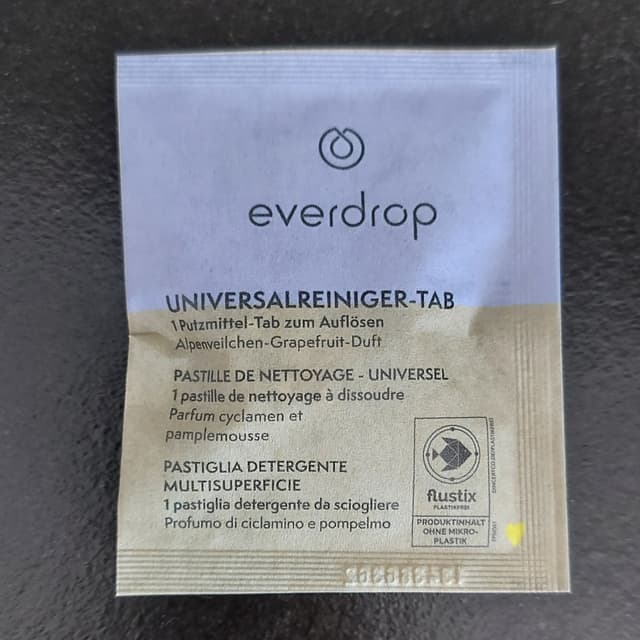 everdrop
UNIVERSALREINIGER-TAB
1 Putzmittel-Tab zum Auflösen
Alpenveilchen-Grapefruit-Duft
PASTILLE DE NETTOYAGE - UNIVERSEL
1 pastille de nettoyage à dissoudre
Parfum cyclamen et
pamplemousse
PASTIGLIA DETERGENTE
MULTISUPERFICIE
1 pastiglia detergente da sciogliere
Profumo di ciclamino e pompelmo
flustix
PLASTIKFREI
PRODUKTINHALT
OHNE MIKRO-
PLASTIK